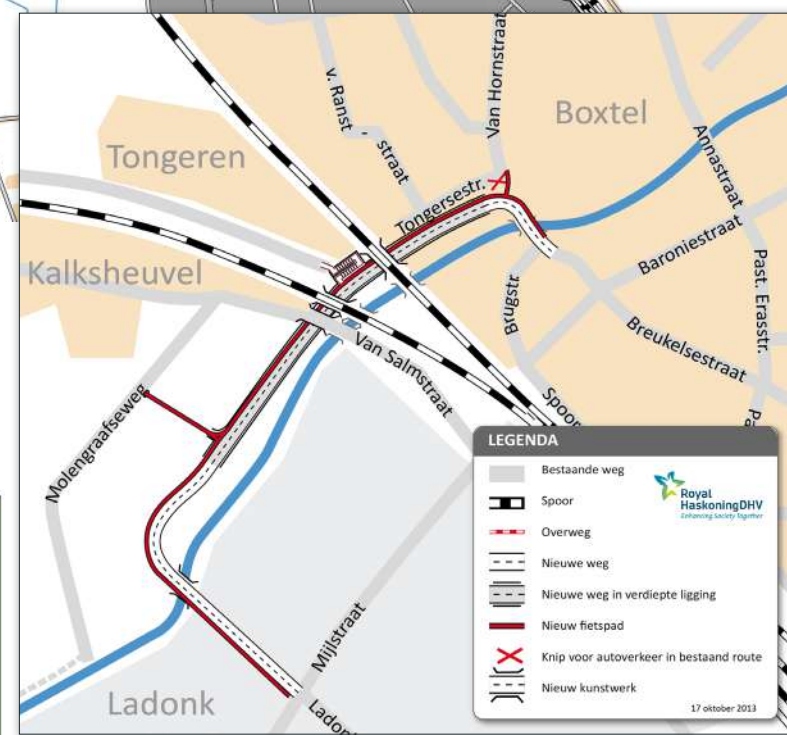 Boxtel
Tongeren
Kalksheuvel
Ladonk
v. Ranst - straat
Van Hornstraat
Tongersestr.
Annastraat
Baroniestraat
Past. Erasstr.
Brugstr.
Breukelsestraat
Van Salmstraat
Spoor
Pa
Molengraafseweg
Mijlstraat
Ladonk
LEGENDA
Bestaande weg
Spoor
Overweg
Nieuwe weg
Nieuwe weg in verdiepte ligging
Nieuw fietspad
Knip voor autoverkeer in bestaand route
Nieuw kunstwerk
Royal
HaskoningDHV
Enhancing Society Together
17 oktober 2013